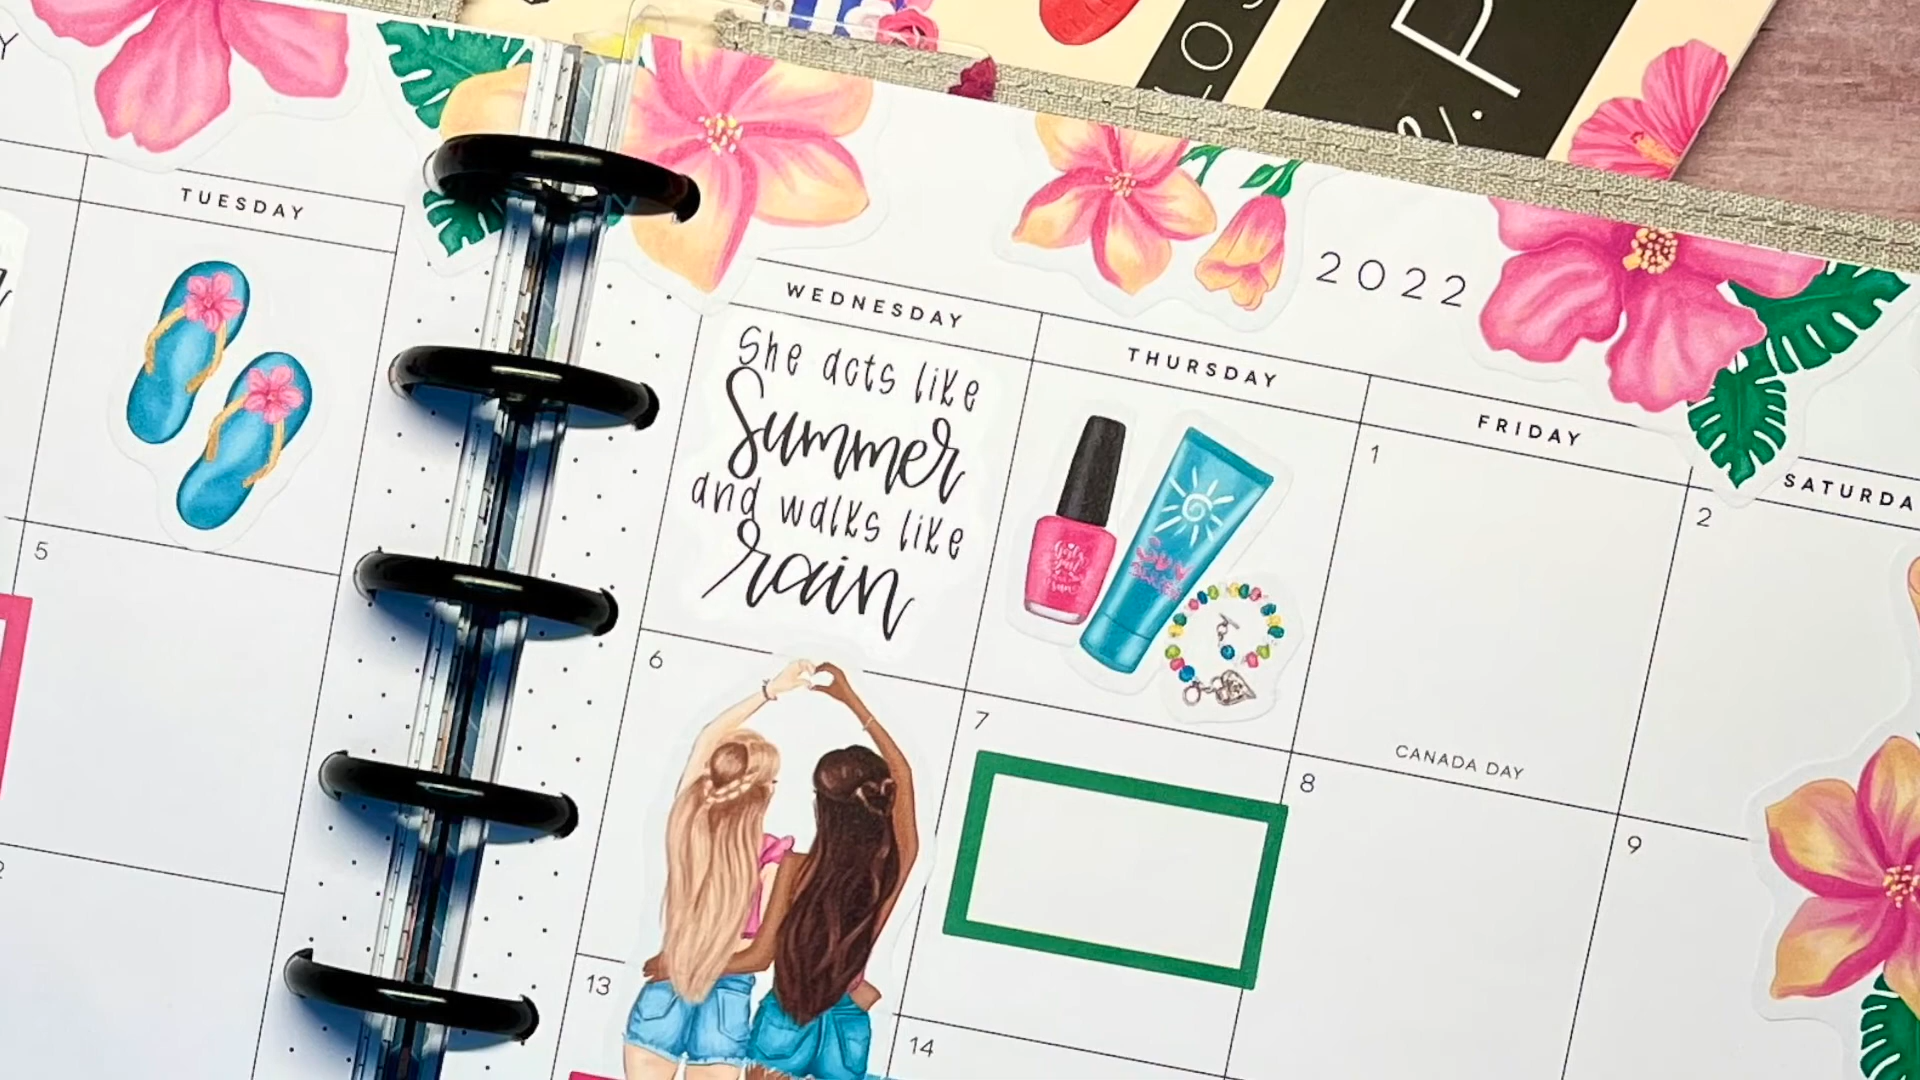 TUESDAY
5
2022
WEDNESDAY
THURSDAY
FRIDAY
SATURDA
She acts like
Summer
and walks like
rain
1
2
6
7
CANADA DAY
8
9
13
14